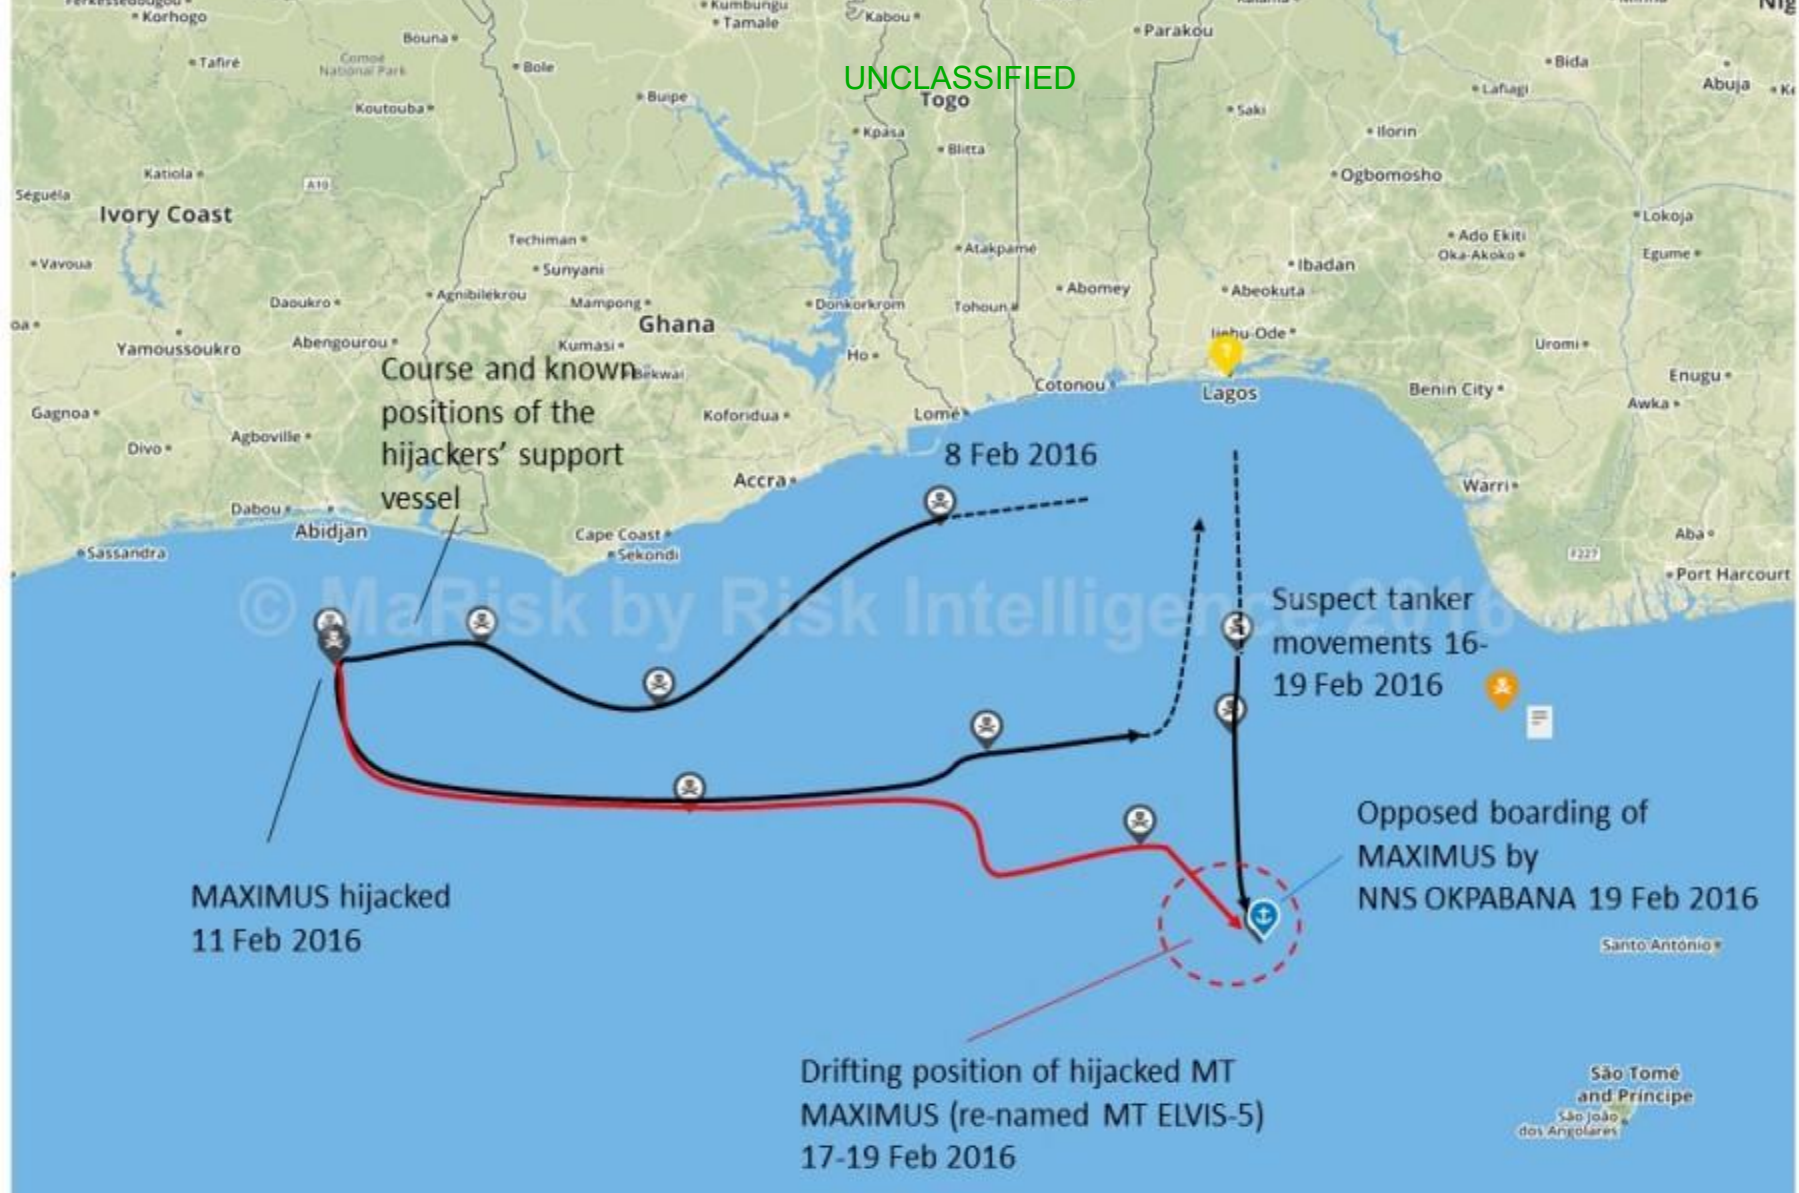 Korhogo
Kumbungu
Tamale
Kabou
Parakou
Bouna
Tafiré
Comoé
National Park
Bole
UNCLASSIFIED
Bida
Abuja
Togo
Buipe
Lafiagi
Koutouba
Saki
Kpasa
Ilorin
Blitta
Katiola
A10
Ogbomosho
Séguéla
Ivory Coast
Lokoja
Techiman
Atakpamé
Ado Ekiti
Oka-Akoko
Egume
Vavoua
Sunyani
Ibadan
Daoukro
Agnibilékrou
Mampong
Donkorkrom
Tohoun
Abomey
Abeokuta
Ghana
Ijebu-Ode
Yamoussoukro
Abengourou
Kumasi
Ho
Uromi
Course and known
positions of the
hijackers' support
vessel
Bekwai
Cotonou
Lagos
Benin City
Enugu
Awka
Gagnoa
Koforidua
Lomé
Divo
Agboville
8 Feb 2016
Accra
Warri
Dabou
Abidjan
Cape Coast
Sekondi
Aba
Sassandra
F227
Port Harcourt
© MaRisk by Risk Intelligence 2016
Suspect tanker
movements 16-
19 Feb 2016
Opposed boarding of
MAXIMUS by
NNS OKPABANA 19 Feb 2016
MAXIMUS hijacked
11 Feb 2016
Santo António
Drifting position of hijacked MT
MAXIMUS (re-named MT ELVIS-5)
17-19 Feb 2016
São Tomé
and Príncipe
São João
dos Angolares